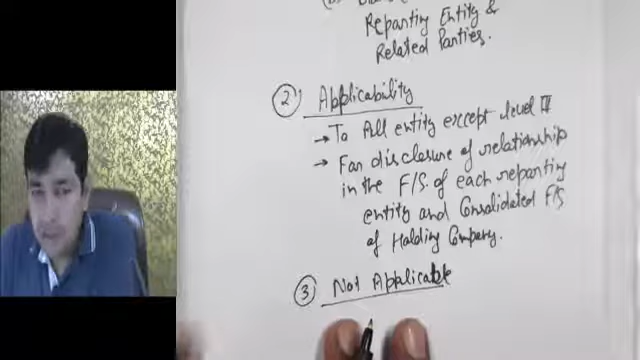 Reporting Entity &
Related Parties.
② Applicability
→ To All entity except level IV
→ For disclosure of relationship
in the F/S. of each reporting
entity and Consolidated F/S
of Holding Company.
③ Not Applicable